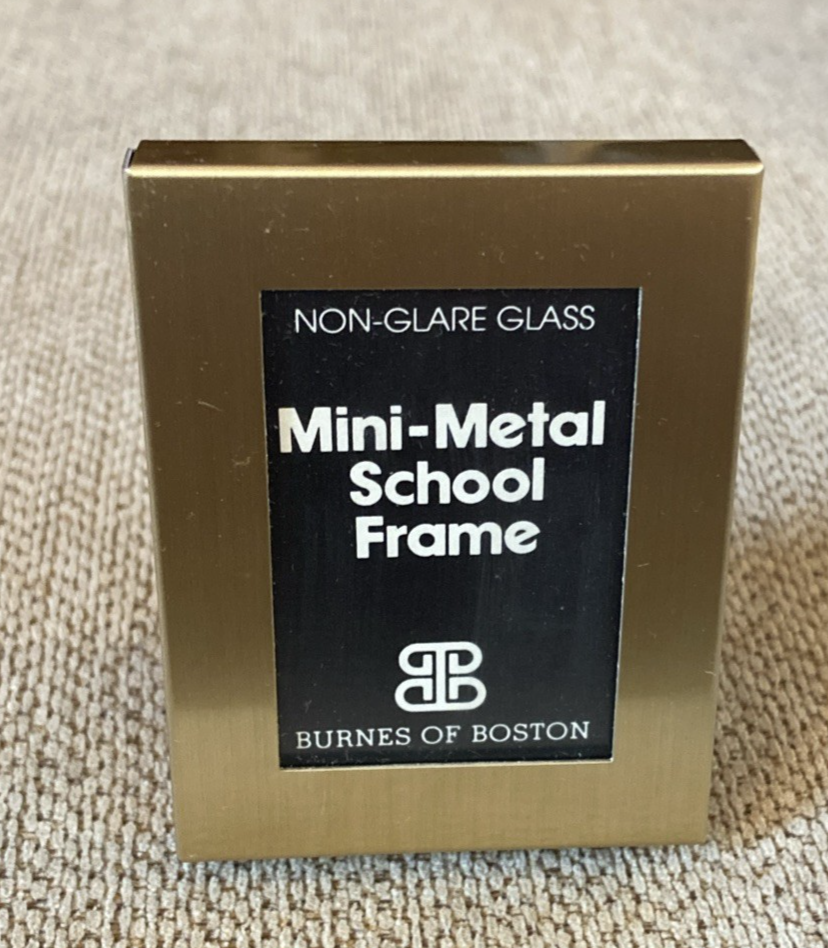 NON-GLARE GLASS
Mini-Metal
School
Frame
BURNES OF BOSTON